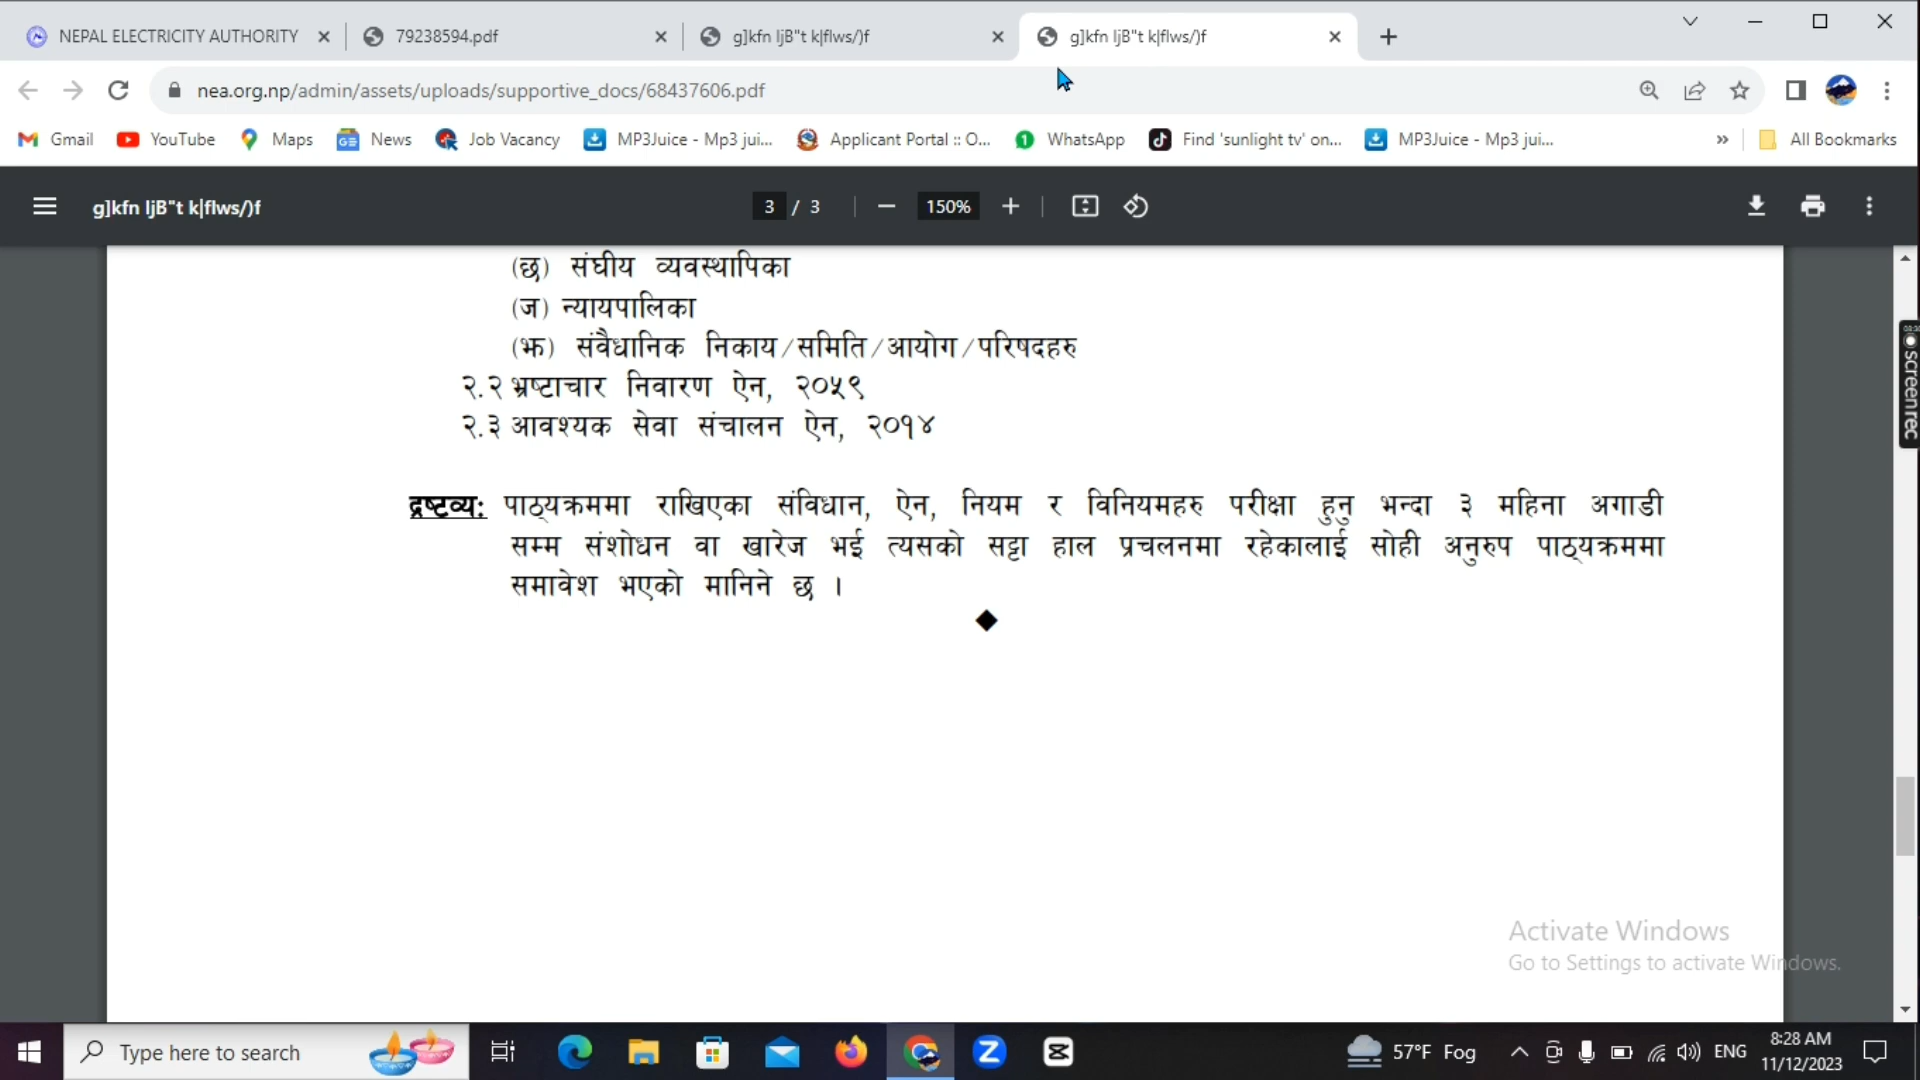 NEPAL ELECTRICITY AUTHORITY
79238594.pdf
g]kfn ljB"t k|flws/)f
g]kfn ljB"t k|flws/)f
nea.org.np/admin/assets/uploads/supportive_docs/68437606.pdf
Gmail YouTube Maps News Job Vacancy MP3Juice - Mp3 jui... Applicant Portal :: O... WhatsApp Find 'sunlight tv' on... MP3Juice - Mp3 jui... » All Bookmarks
g]kfn ljB"t k|flws/)f 3 / 3 150%
(छ) संघीय व्यवस्थापिका
(ज) न्यायपालिका
(झ) संवैधानिक निकाय/समिति/आयोग/परिषदहरु
२.२ भ्रष्टाचार निवारण ऐन, २०५९
२.३ आवश्यक सेवा संचालन ऐन, २०१४
द्रष्टव्य: पाठ्यक्रममा राखिएका संविधान, ऐन, नियम र विनियमहरु परीक्षा हुनु भन्दा ३ महिना अगाडी
सम्म संशोधन वा खारेज भई त्यसको सट्टा हाल प्रचलनमा रहेकालाई सोही अनुरुप पाठ्यक्रममा
समावेश भएको मानिने छ ।
screenrec
Activate Windows
Go to Settings to activate Windows.
Type here to search
57°F Fog
ENG
8:28 AM
11/12/2023